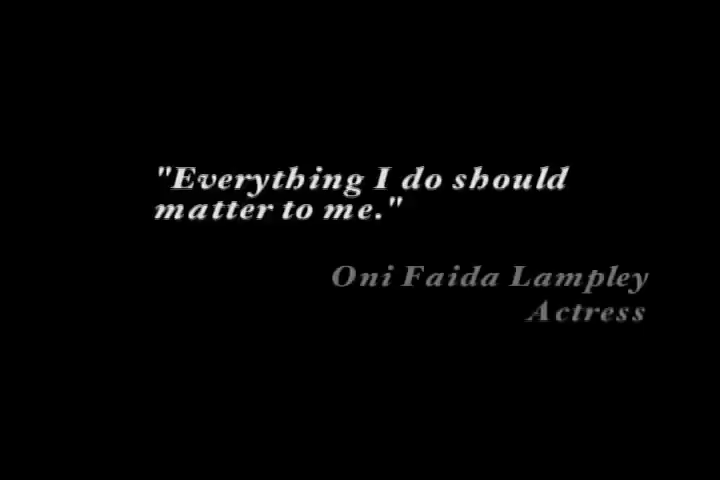 "Everything I do should
matter to me."
Oni Faida Lampley
Actress